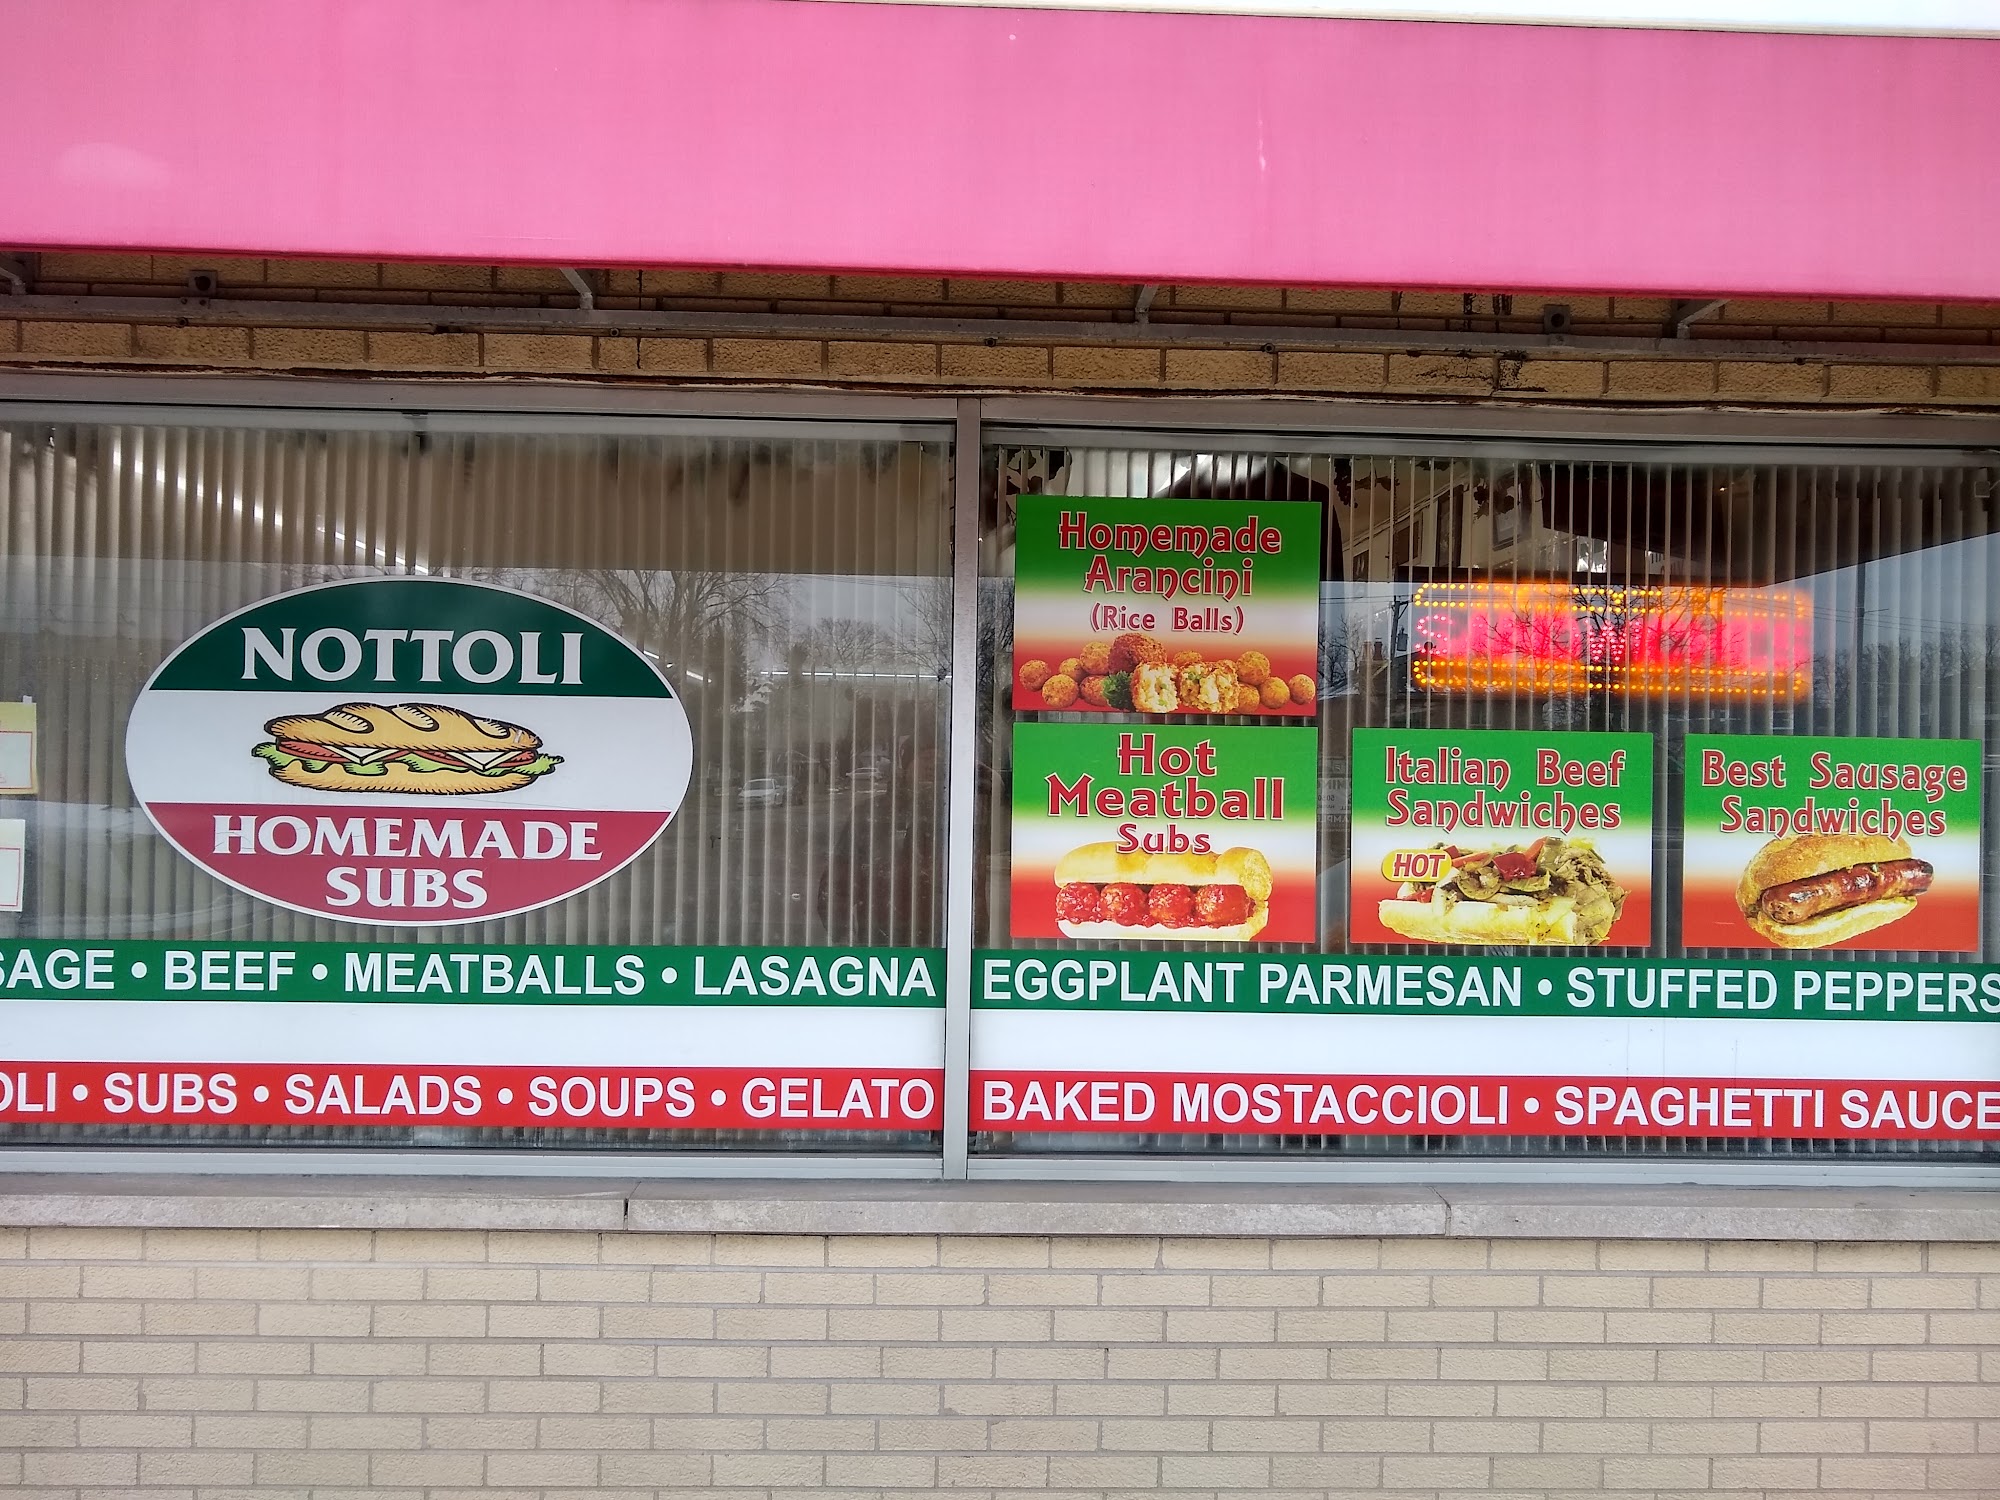 NOTTOLI
HOMEMADE
SUBS
Homemade
Arancini
(Rice Balls)
Hot
Meatball
Subs
Italian Beef
Sandwiches
HOT
Best Sausage
Sandwiches
SAGE • BEEF • MEATBALLS • LASAGNA
EGGPLANT PARMESAN • STUFFED PEPPERS
OLI • SUBS • SALADS • SOUPS • GELATO
BAKED MOSTACCIOLI • SPAGHETTI SAUCE